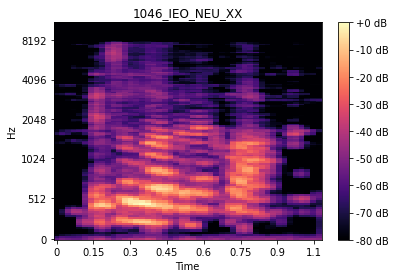 1046_IEO_NEU_XX
+0 dB
8192
-10 dB
4096
-20 dB
-30 dB
2048
Hz
-40 dB
1024
-50 dB
512
-60 dB
-70 dB
0
-80 dB
0 0.15 0.3 0.45 0.6 0.75 0.9 1.1
Time